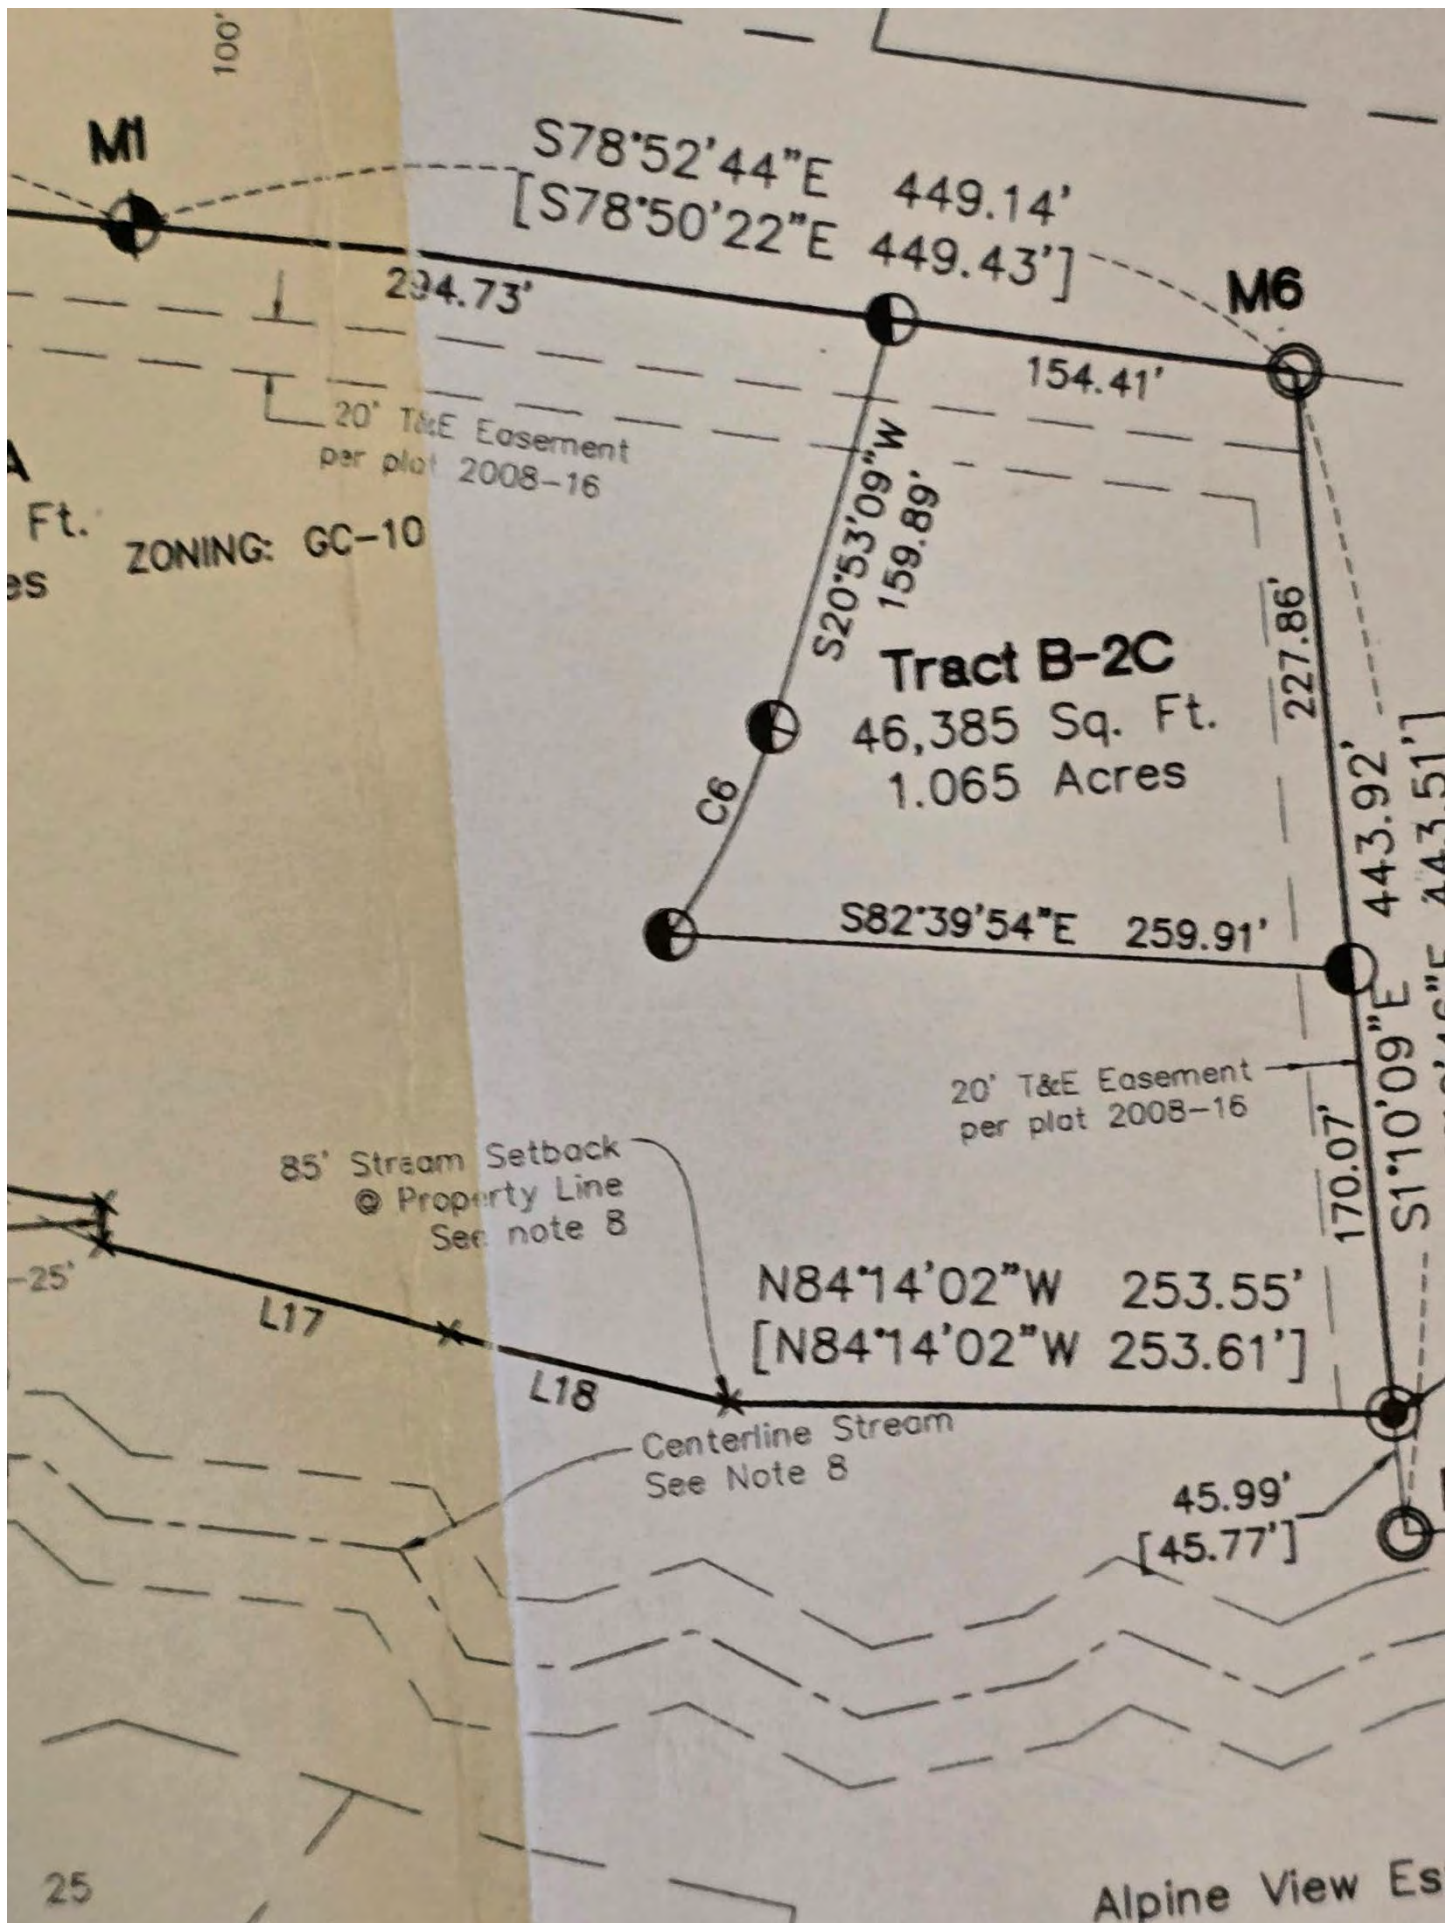 100'
M1
S78°52'44"E 449.14'
[S78°50'22"E 449.43']
M6
294.73'
154.41'
20' T&E Easement
per plat 2008-16
A
Ft.
es
ZONING: GC-10
S20°53'09"W
159.89'
227.86'
Tract B-2C
46,385 Sq. Ft.
1.065 Acres
C6
S82°39'54"E 259.91'
S1°10'09"E 443.92'
443.51']
20' T&E Easement
per plat 2008-16
170.07'
85' Stream Setback
@ Property Line
See note 8
-25'
L17
L18
N84°14'02"W 253.55'
[N84°14'02"W 253.61']
Centerline Stream
See Note 8
45.99'
[45.77']
25
Alpine View Es